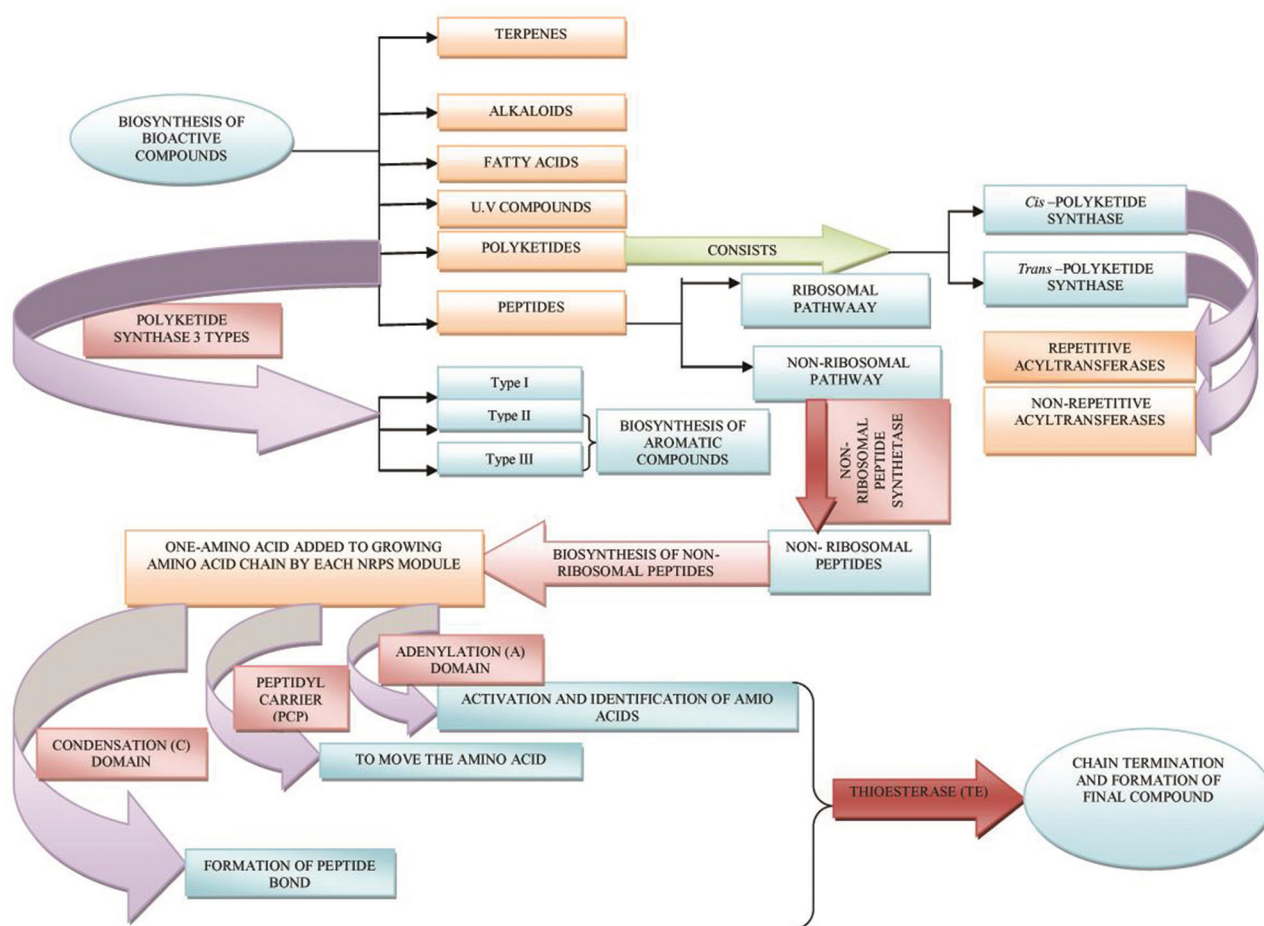 TERPENES
BIOSYNTHESIS OF
BIOACTIVE
COMPOUNDS
ALKALOIDS
FATTY ACIDS
U.V COMPOUNDS
POLYKETIDES
CONSISTS
Cis –POLYKETIDE
SYNTHASE
Trans –POLYKETIDE
SYNTHASE
PEPTIDES
RIBOSOMAL
PATHWAAY
POLYKETIDE
SYNTHASE 3 TYPES
NON-RIBOSOMAL
PATHWAY
REPETITIVE
ACYLTRANSFERASES
NON-REPETITIVE
ACYLTRANSFERASES
Type I
Type II
Type III
BIOSYNTHESIS OF
AROMATIC
COMPOUNDS
NON-
RIBOSOMAL
PEPTIDE
SYNTHETASE
ONE-AMINO ACID ADDED TO GROWING
AMINO ACID CHAIN BY EACH NRPS MODULE
BIOSYNTHESIS OF NON-
RIBOSOMAL PEPTIDES
NON- RIBOSOMAL
PEPTIDES
ADENYLATION (A)
DOMAIN
PEPTIDYL
CARRIER
(PCP)
ACTIVATION AND IDENTIFICATION OF AMIO
ACIDS
CONDENSATION (C)
DOMAIN
TO MOVE THE AMINO ACID
THIOESTERASE (TE)
CHAIN TERMINATION
AND FORMATION OF
FINAL COMPOUND
FORMATION OF PEPTIDE
BOND